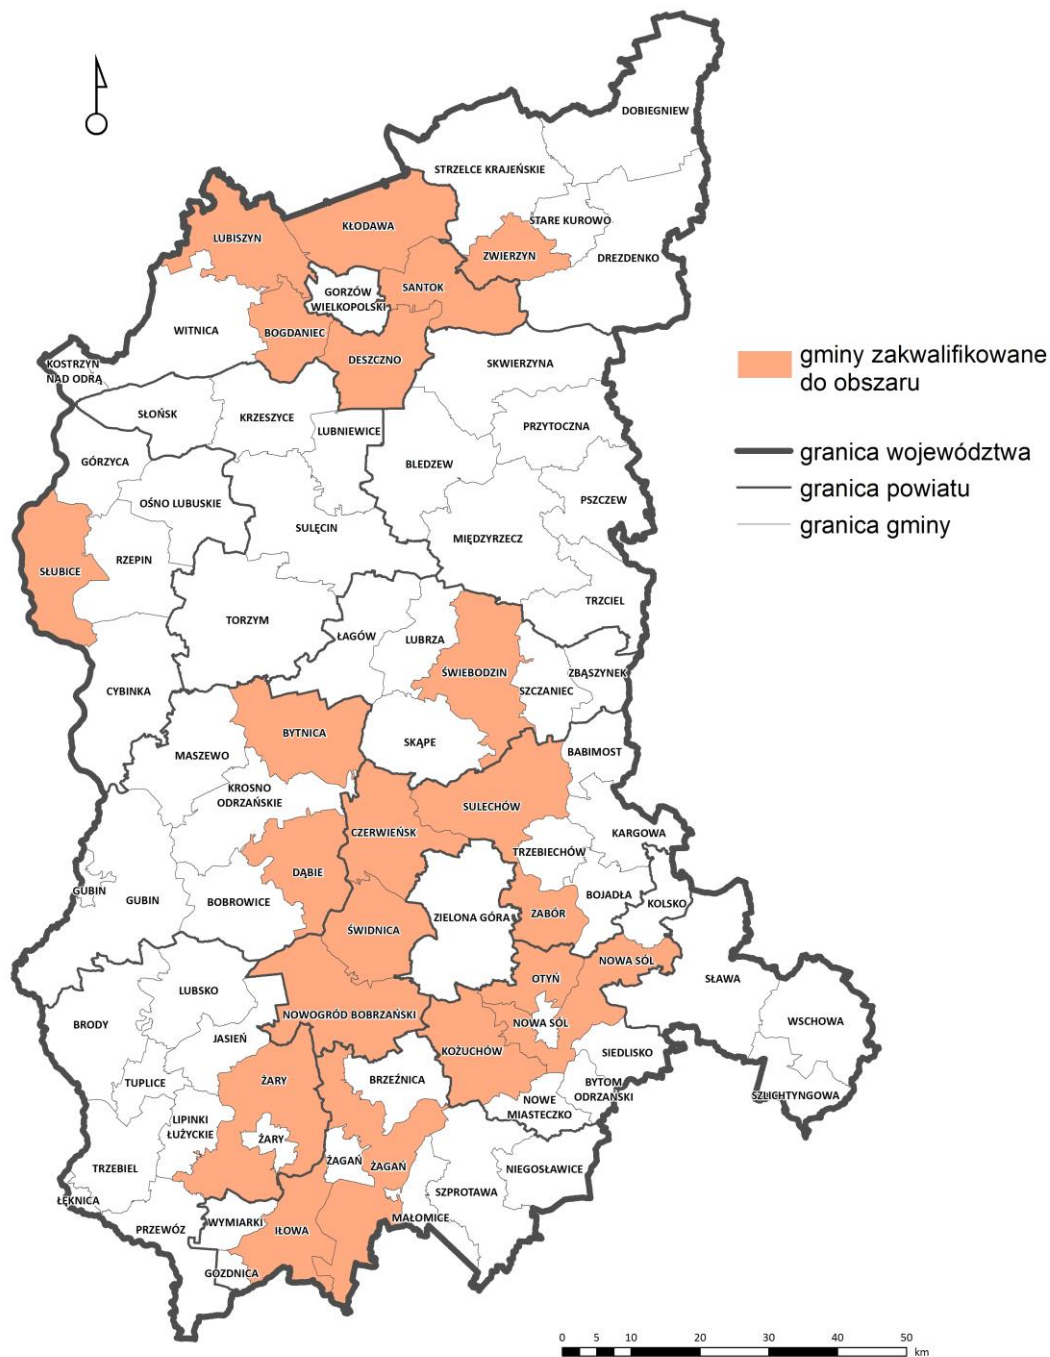 DOBIEGNIEW
STRZELCE KRAJEŃSKIE
STARE KUROWO
KŁODAWA
LUBISZYN
ZWIERZYN
DREZDENKO
SANTOK
GORZÓW
WIELKOPOLSKI
WITNICA
BOGDANIEC
DESZCZNO
SKWIERZYNA
KOSTRZYN
NAD ODRĄ
SŁOŃSK
KRZESZYCE
LUBNIEWICE
PRZYTOCZNA
GÓRZYCA
BLEDZEW
OŚNO LUBUSKIE
PSZCZEW
SULĘCIN
MIĘDZYRZECZ
SŁUBICE
RZEPIN
TRZCIEL
TORZYM
ŁAGÓW
LUBRZA
ŚWIEBODZIN
ZBĄSZYNEK
SZCZANIEC
CYBINKA
BYTNICA
SKĄPE
MASZEWO
BABIMOST
KROSNO
ODRZAŃSKIE
SULECHÓW
CZERWIEŃSK
KARGOWA
TRZEBIECHÓW
DĄBIE
GUBIN
GUBIN
BOBROWICE
BOJADŁA
KOLSKO
ZIELONA GÓRA
ZABÓR
ŚWIDNICA
NOWA SÓL
OTYŃ
SŁAWA
LUBSKO
NOWOGRÓD BOBRZAŃSKI
NOWA SÓL
WSCHOWA
BRODY
JASIEŃ
KOŻUCHÓW
SIEDLISKO
TUPLICE
ŻARY
BRZEŹNICA
BYTOM
ODRZAŃSKI
NOWE
MIASTECZKO
SZLICHTYNGOWA
LIPINKI
ŁUŻYCKIE
ŻARY
ŻAGAŃ
ŻAGAŃ
TRZEBIEL
NIEGOSŁAWICE
ŁĘKNICA
SZPROTAWA
MAŁOMICE
PRZEWÓZ
WYMIARKI
IŁOWA
GOZDNICA
gminy zakwalifikowane
do obszaru
granica województwa
granica powiatu
granica gminy
0 5 10 20 30 40 50
km